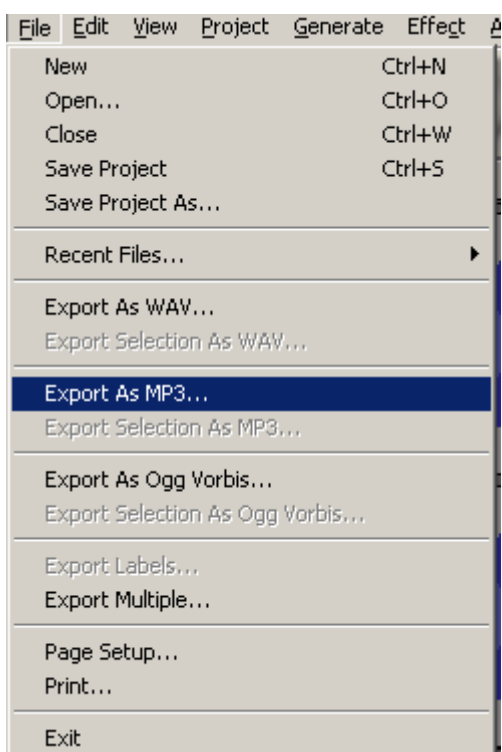 File Edit View Project Generate Effect
New Ctrl+N
Open... Ctrl+O
Close Ctrl+W
Save Project Ctrl+S
Save Project As...
Recent Files...
Export As WAV...
Export Selection As WAV...
Export As MP3...
Export Selection As MP3...
Export As Ogg Vorbis...
Export Selection As Ogg Vorbis...
Export Labels...
Export Multiple...
Page Setup...
Print...
Exit